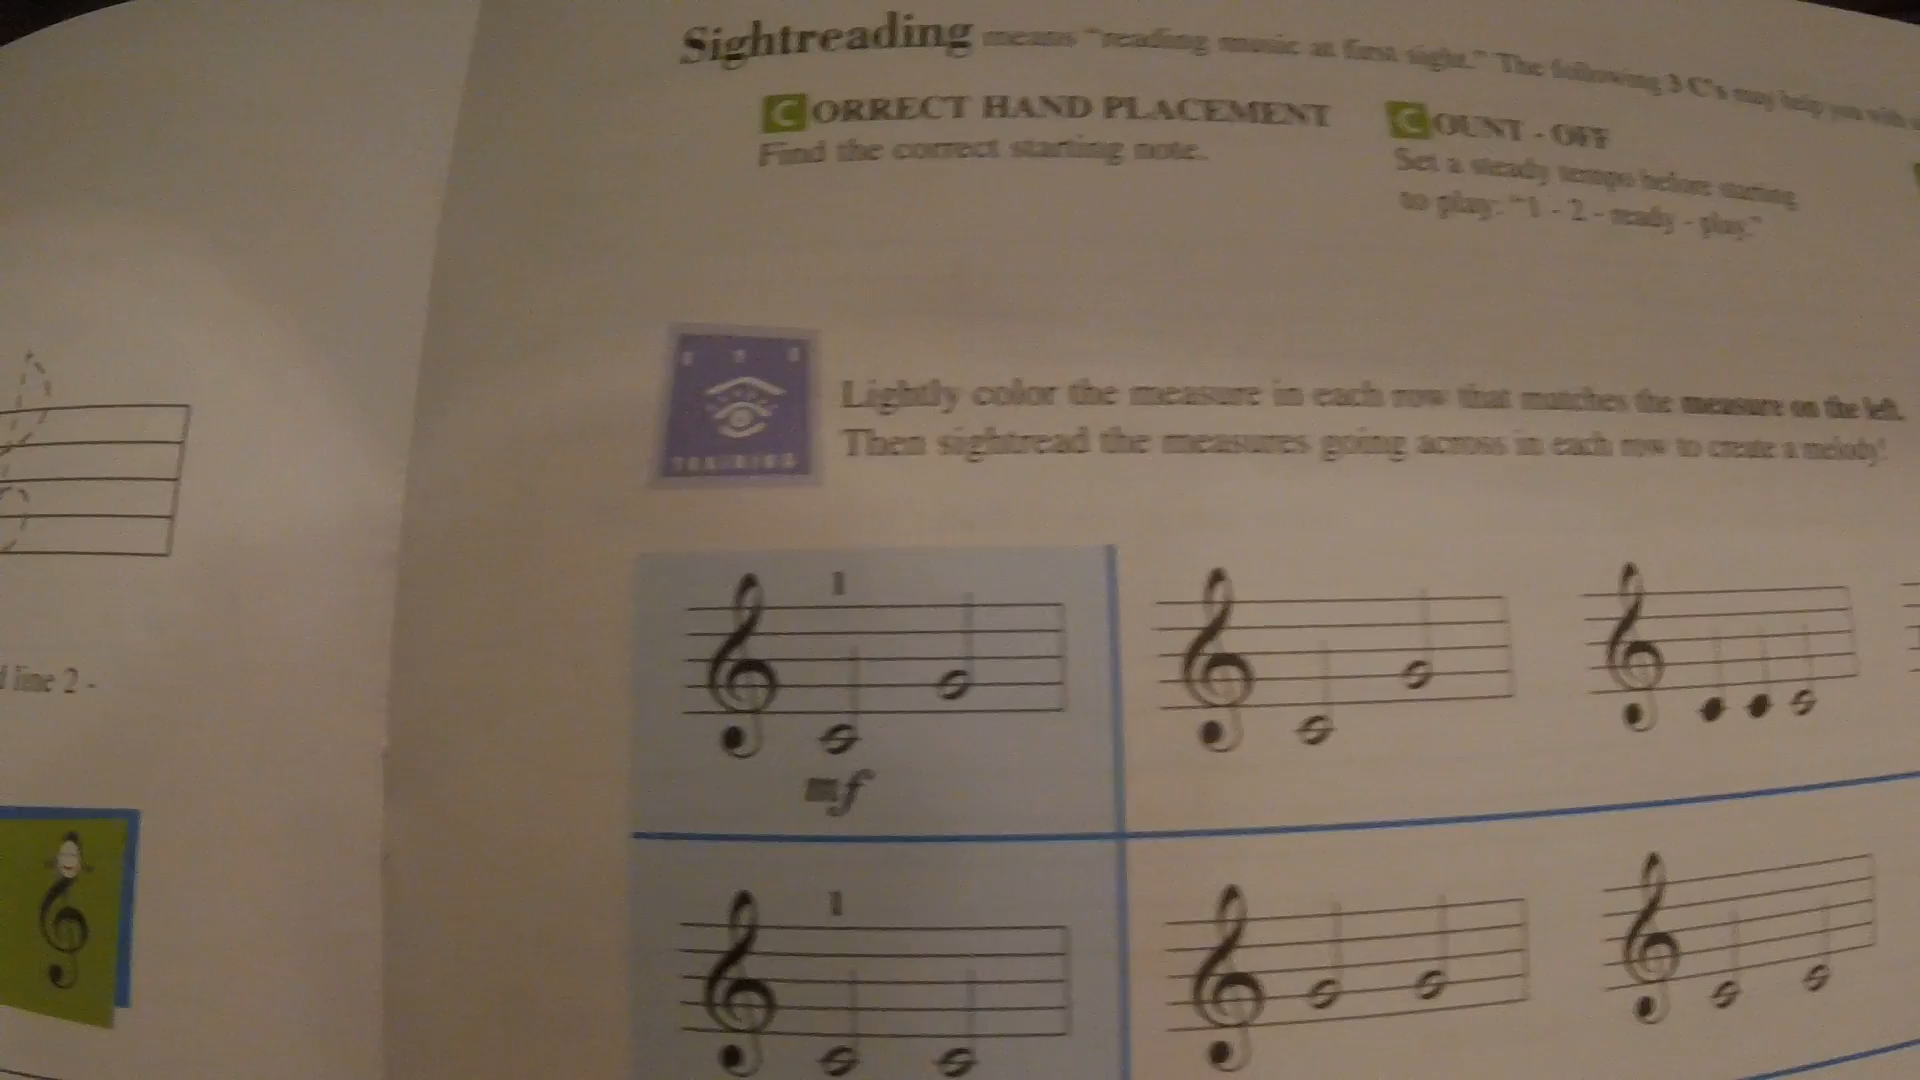 Sightreading means "reading music at first sight." The following 3 C's may help you with
CORRECT HAND PLACEMENT
Find the correct starting note.
COUNT - OFF
Set a steady tempo before starting
to play: "1 - 2 - ready - play."
EYE
TRAINING
Lightly color the measure in each row that matches the measure on the left.
Then sightread the measures going across in each row to create a melody!
1
mf
1
line 2 -